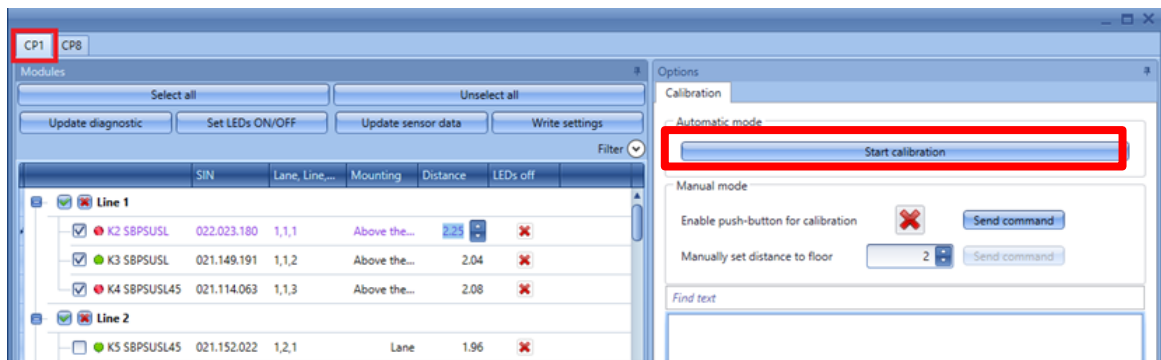 CP1 CP8
Modules
Select all Unselect all
Update diagnostic Set LEDs ON/OFF Update sensor data Write settings
Filter
SIN Lane, Line,... Mounting Distance LEDs off
Line 1
K2 SBPSUSL 022.023.180 1,1,1 Above the... 2.25
K3 SBPSUSL 021.149.191 1,1,2 Above the... 2.04
K4 SBPSUSL45 021.114.063 1,1,3 Above the... 2.08
Line 2
K5 SBPSUSL45 021.152.022 1,2,1 Lane 1.96
Options
Calibration
Automatic mode
Start calibration
Manual mode
Enable push-button for calibration Send command
Manually set distance to floor 2 Send command
Find text